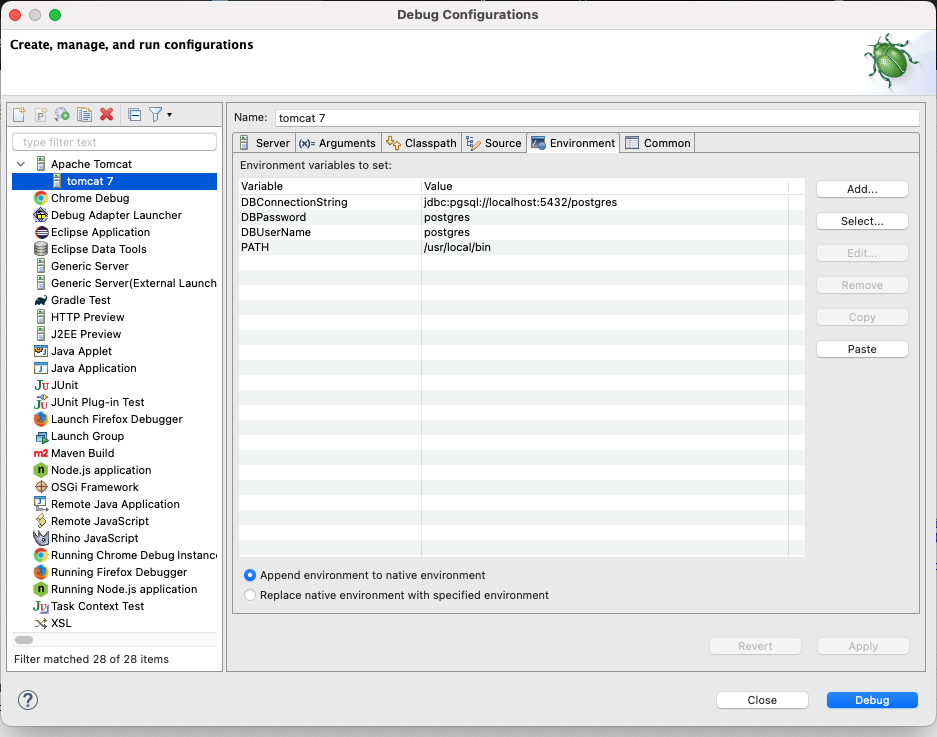 Debug Configurations
Create, manage, and run configurations
type filter text
Apache Tomcat
tomcat 7
Chrome Debug
Debug Adapter Launcher
Eclipse Application
Eclipse Data Tools
Generic Server
Generic Server(External Launch
Gradle Test
HTTP Preview
J2EE Preview
Java Applet
Java Application
JUnit
JUnit Plug-in Test
Launch Firefox Debugger
Launch Group
Maven Build
Node.js application
OSGi Framework
Remote Java Application
Remote JavaScript
Rhino JavaScript
Running Chrome Debug Instance
Running Firefox Debugger
Running Node.js application
Task Context Test
XSL
Filter matched 28 of 28 items
Name: tomcat 7
Server (x)= Arguments Classpath Source Environment Common
Environment variables to set:
Variable Value
DBConnectionString jdbc:pgsql://localhost:5432/postgres
DBPassword postgres
DBUserName postgres
PATH /usr/local/bin
Add...
Select...
Edit...
Remove
Copy
Paste
Append environment to native environment
Replace native environment with specified environment
Revert Apply
? Close Debug